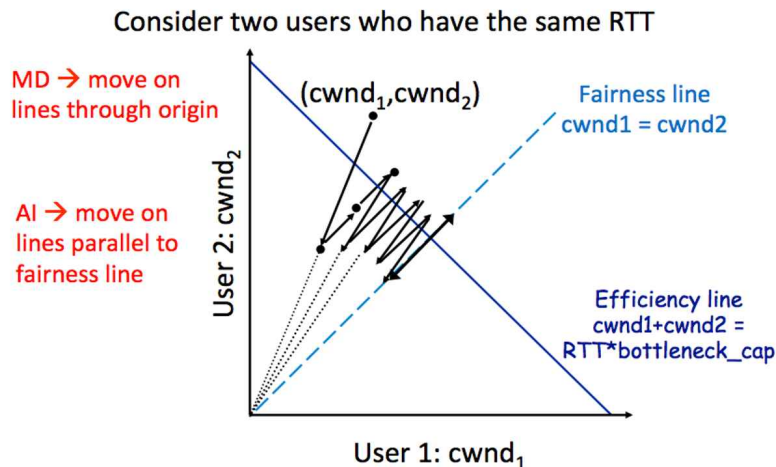 Consider two users who have the same RTT
MD → move on
lines through origin
(cwnd₁,cwnd₂)
Fairness line
cwnd1 = cwnd2
User 2: cwnd₂
AI → move on
lines parallel to
fairness line
Efficiency line
cwnd1+cwnd2 =
RTT*bottleneck_cap
User 1: cwnd₁